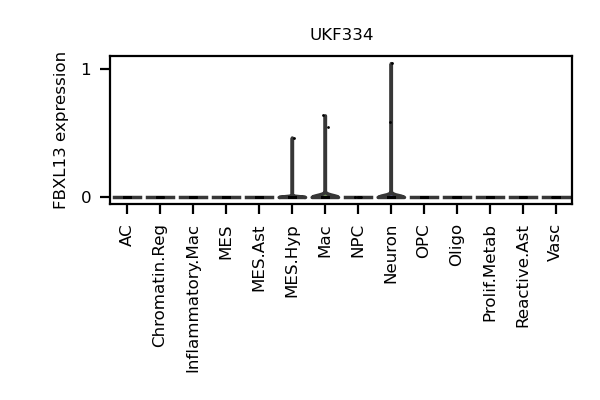 UKF334
FBXL13 expression
1
0
AC
Chromatin.Reg
Inflammatory.Mac
MES
MES.Ast
MES.Hyp
Mac
NPC
Neuron
OPC
Oligo
Prolif.Metab
Reactive.Ast
Vasc